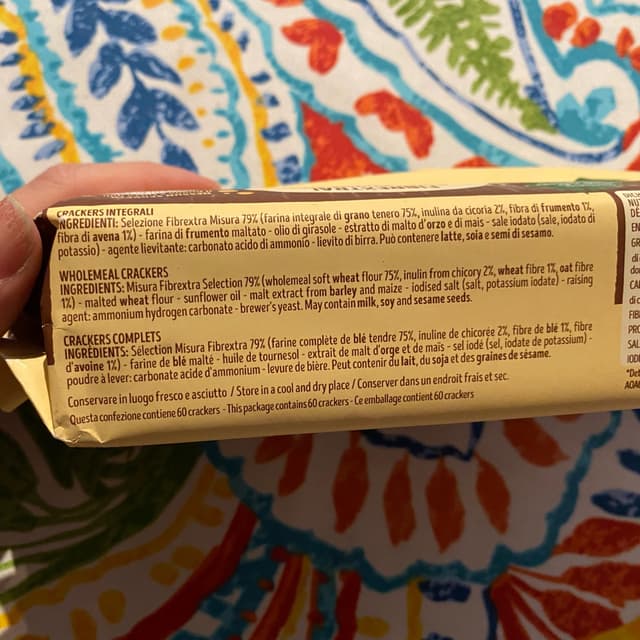 CRACKERS INTEGRALI
INGREDIENTI: Selezione Fibrextra Misura 79% (farina integrale di grano tenero 75%, inulina da cicoria 2%, fibra di frumento 1%,
fibra di avena 1%) - farina di frumento maltato - olio di girasole - estratto di malto d'orzo e di mais - sale iodato (sale, iodato di
potassio) - agente lievitante: carbonato acido di ammonio - lievito di birra. Può contenere latte, soia e semi di sesamo.
WHOLEMEAL CRACKERS
INGREDIENTS: Misura Fibrextra Selection 79% (wholemeal soft wheat flour 75%, inulin from chicory 2%, wheat fibre 1%, oat fibre
1%) - malted wheat flour - sunflower oil - malt extract from barley and maize - iodised salt (salt, potassium iodate) - raising
agent: ammonium hydrogen carbonate - brewer's yeast. May contain milk, soy and sesame seeds.
CRACKERS COMPLETS
INGRÉDIENTS: Sélection Misura Fibrextra 79% (farine complète de blé tendre 75%, inuline de chicorée 2%, fibre de blé 1%, fibre
d'avoine 1%) - farine de blé malté - huile de tournesol - extrait de malt d'orge et de maïs - sel iodé (sel, iodate de potassium) -
poudre à lever: carbonate acide d'ammonium - levure de bière. Peut contenir du lait, du soja et des graines de sésame.
Conservare in luogo fresco e asciutto / Store in a cool and dry place / Conserver dans un endroit frais et sec.
Questa confezione contiene 60 crackers - This package contains 60 crackers - Ce emballage contient 60 crackers